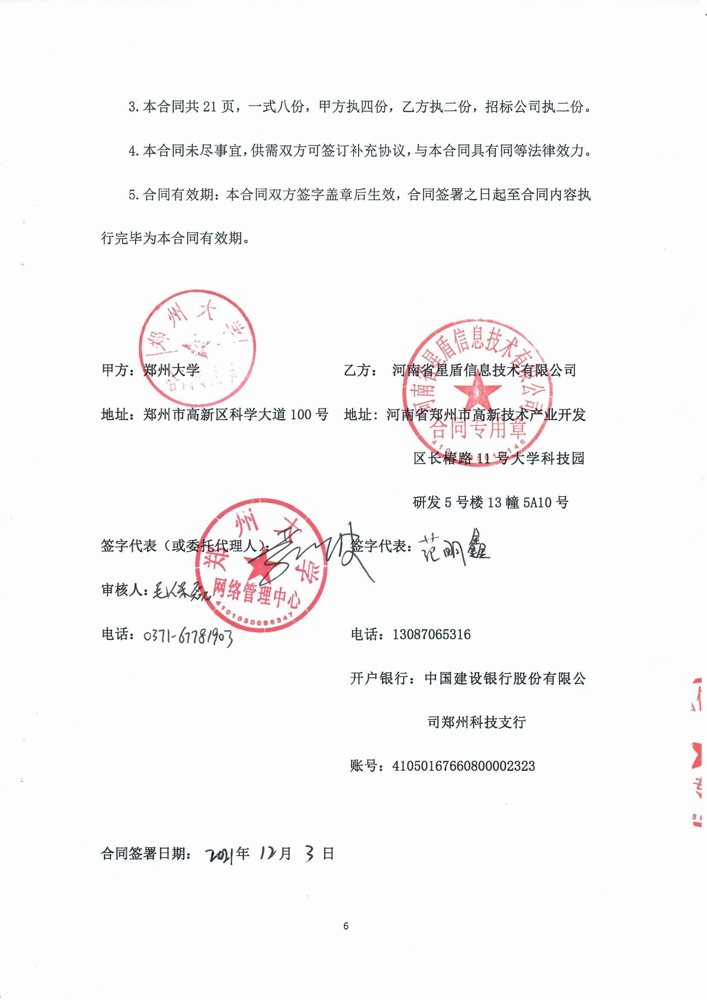 3.本合同共 21 页，一式八份，甲方执四份，乙方执二份，招标公司执二份。
4.本合同未尽事宜,供需双方可签订补充协议,与本合同具有同等法律效力。
5.合同有效期：本合同双方签字盖章后生效，合同签署之日起至合同内容执
行完毕为本合同有效期。
郑州大学
河南省星盾信息技术有限公司
合同专用章
甲方：郑州大学
乙方： 河南省星盾信息技术有限公司
地址：郑州市高新区科学大道 100 号
地址：河南省郑州市高新技术产业开发
区长椿路 11 号大学科技园
研发 5 号楼 13 幢 5A10 号
郑州大学
网络管理中心
4101030096347
签字代表（或委托代理人）：
签字代表：范明鑫
审核人：毛保磊
电话：0371-67781903
电话：13087065316
开户银行：中国建设银行股份有限公
司郑州科技支行
账号：41050167660800002323
合同签署日期： 2021年 12月 3 日
6